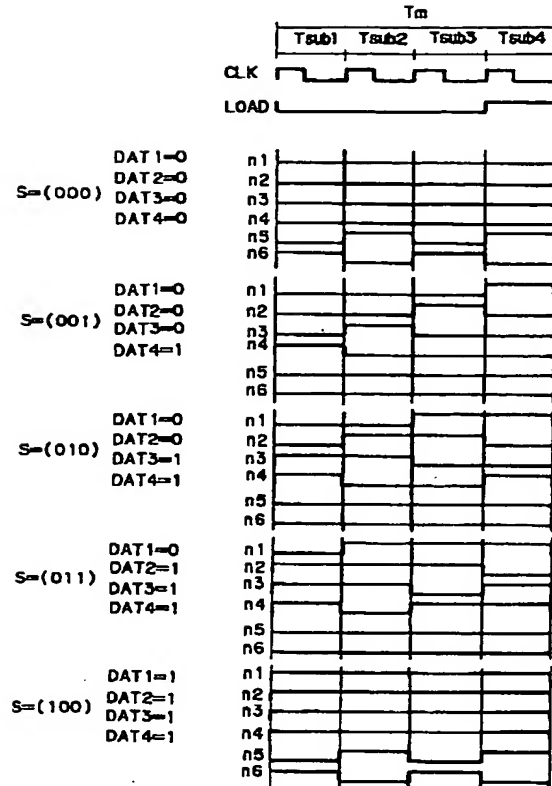 Tm
Tsub1 Tsub2 Tsub3 Tsub4
CLK
LOAD
S=(000)
DAT1=0
DAT2=0
DAT3=0
DAT4=0
n1
n2
n3
n4
n5
n6
S=(001)
DAT1=0
DAT2=0
DAT3=0
DAT4=1
n1
n2
n3
n4
n5
n6
S=(010)
DAT1=0
DAT2=0
DAT3=1
DAT4=1
n1
n2
n3
n4
n5
n6
S=(011)
DAT1=0
DAT2=1
DAT3=1
DAT4=1
n1
n2
n3
n4
n5
n6
S=(100)
DAT1=1
DAT2=1
DAT3=1
DAT4=1
n1
n2
n3
n4
n5
n6